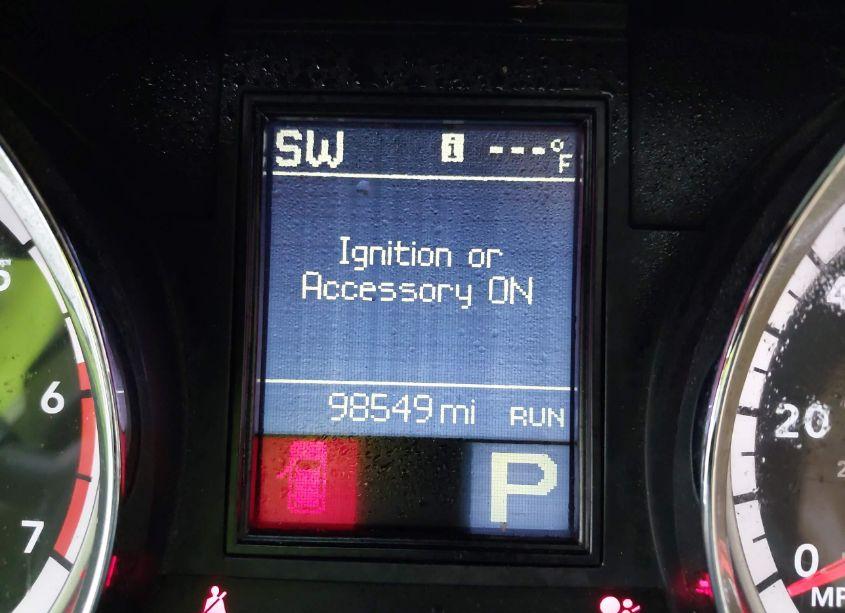 SW i ---°F
Ignition or
Accessory ON
98549 mi RUN
P
5
6
7
20
0
MP